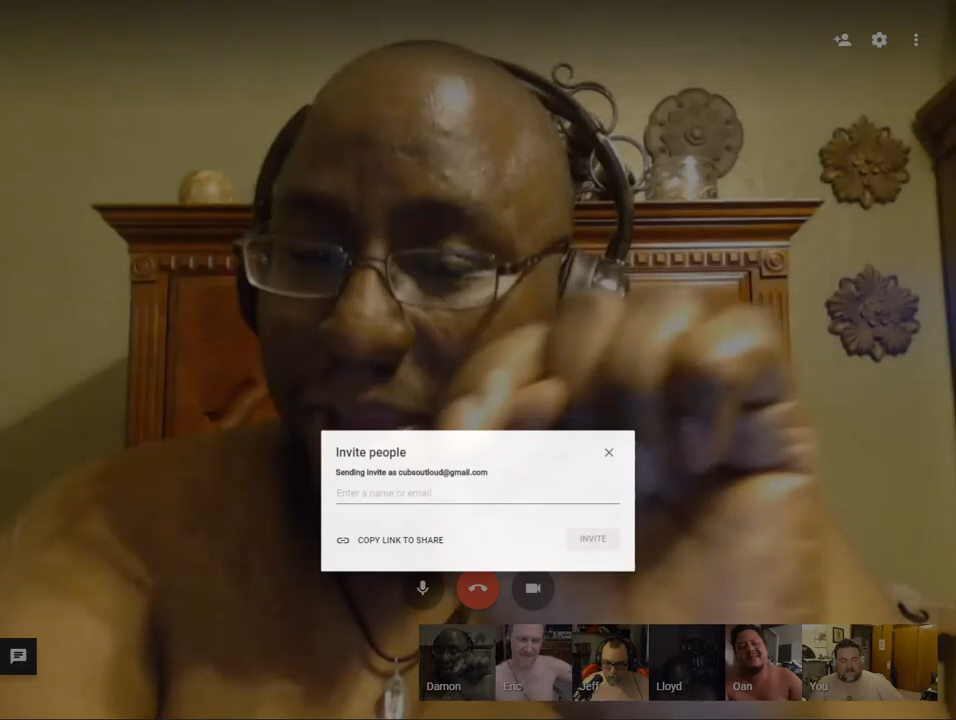 Invite people
Sending invite as cubsoutloud@gmail.com
Enter a name or email
COPY LINK TO SHARE
INVITE
Damon
Eric
Jeff
Lloyd
Oan
You